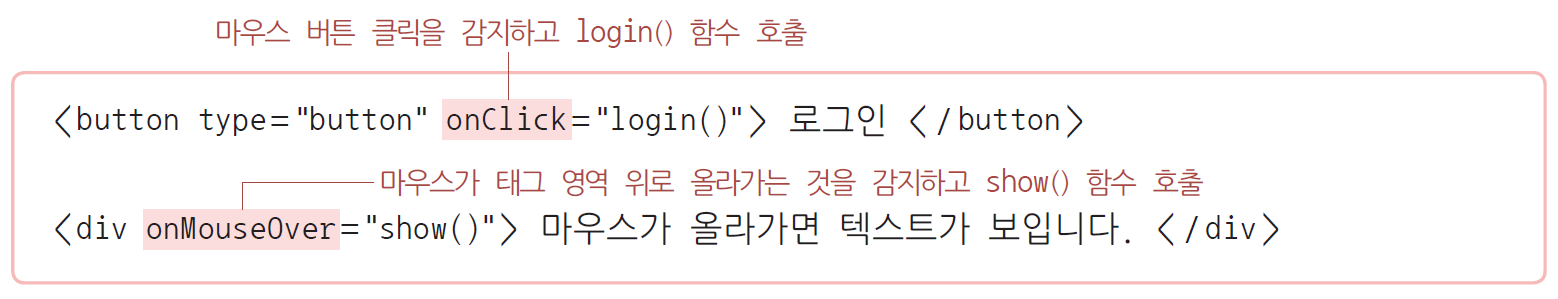 마우스 버튼 클릭을 감지하고 login() 함수 호출
<button type="button" onClick="login()"> 로그인 </button>
마우스가 태그 영역 위로 올라가는 것을 감지하고 show() 함수 호출
<div onMouseOver="show()"> 마우스가 올라가면 텍스트가 보입니다. </div>